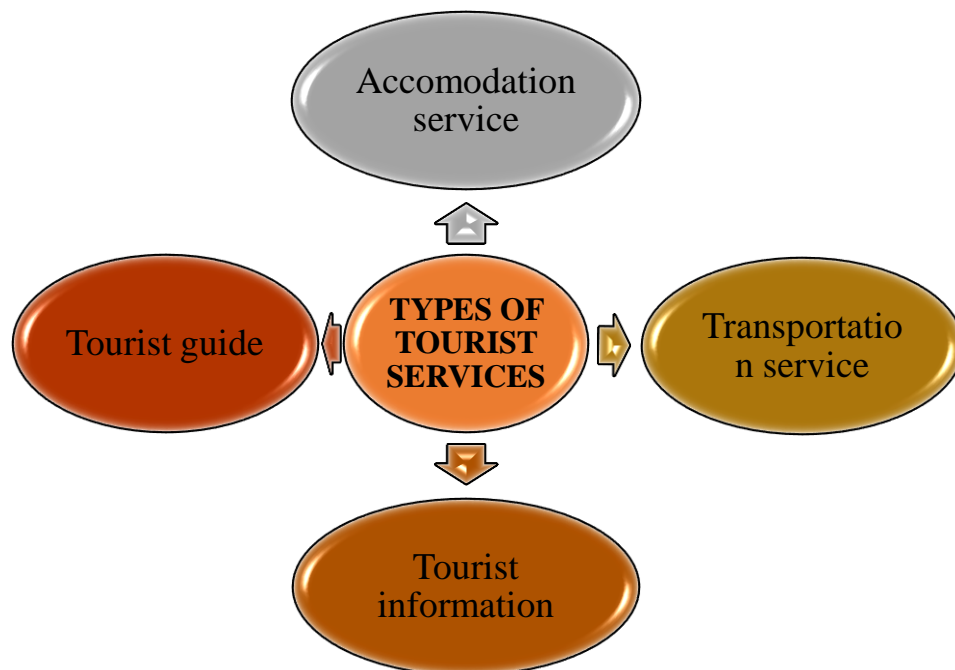 Accomodation
service
Tourist guide
TYPES OF
TOURIST
SERVICES
Transportatio
n service
Tourist
information